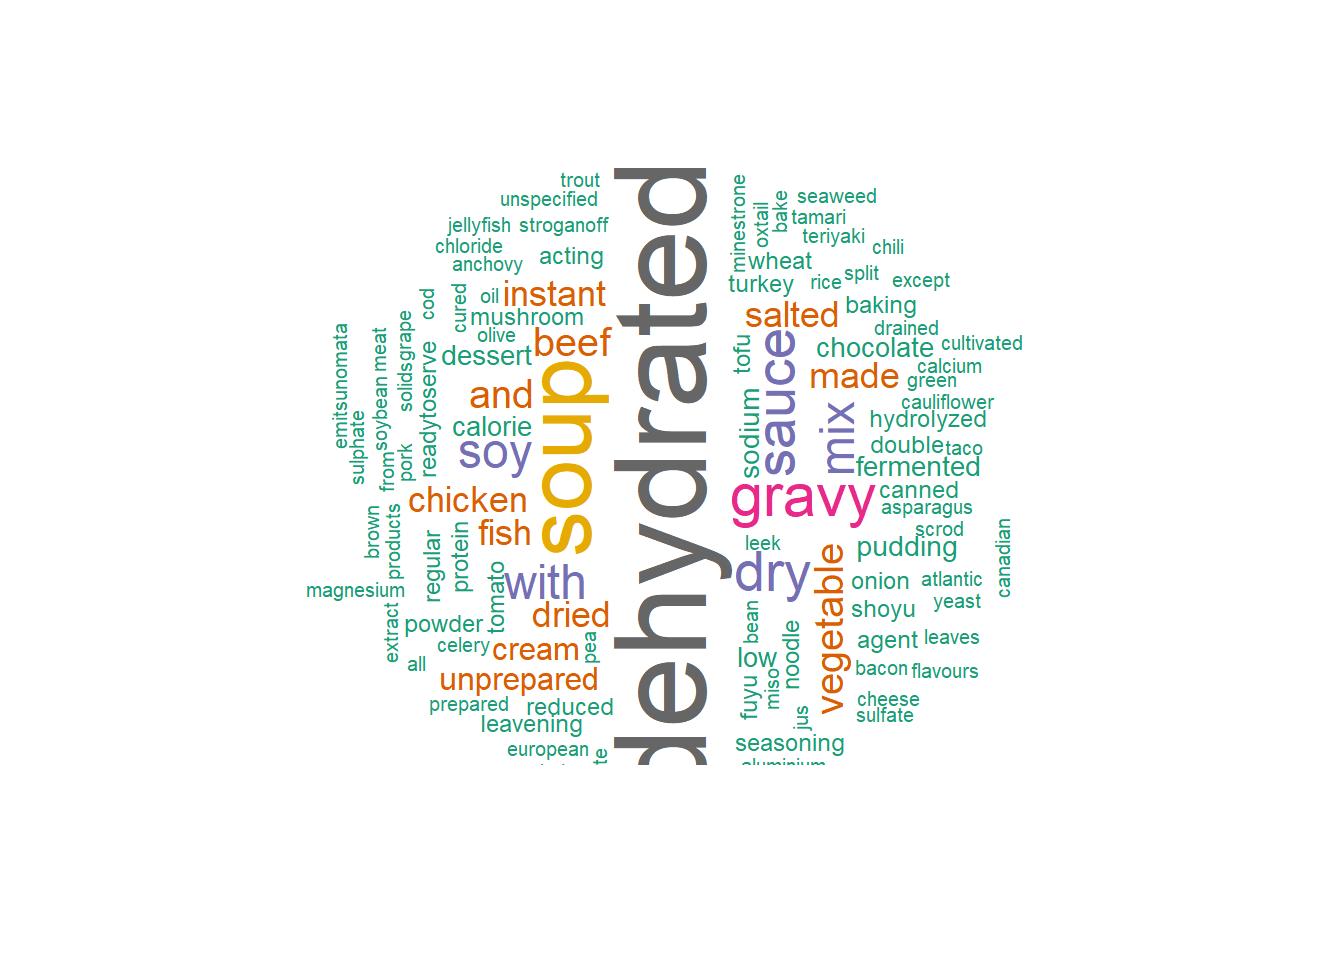 trout
unspecified
jellyfish
stroganoff
chloride
anchovy
acting
oil
instant
cod
cured
mushroom
olive
beef
dessert
emitsunomata
meat
soybean
grape
solids
readytoserve
and
calorie
soy
sulphate
from
pork
chicken
fish
soup
dehydrated
brown
products
regular
protein
with
magnesium
tomato
dried
extract
powder
celery
cream
pea
all
unprepared
prepared
reduced
leavening
european
minestrone
oxtail
bake
seaweed
tamari
teriyaki
chili
wheat
turkey
rice
split
except
salted
baking
drained
tofu
sauce
chocolate
cultivated
made
calcium
green
cauliflower
mix
hydrolyzed
sodium
double
taco
fermented
gravy
canned
asparagus
scrod
leek
pudding
canadian
dry
vegetable
onion
atlantic
yeast
shoyu
bean
noodle
agent
leaves
low
miso
fuyu
bacon
flavours
cheese
sulfate
jus
seasoning
aluminium